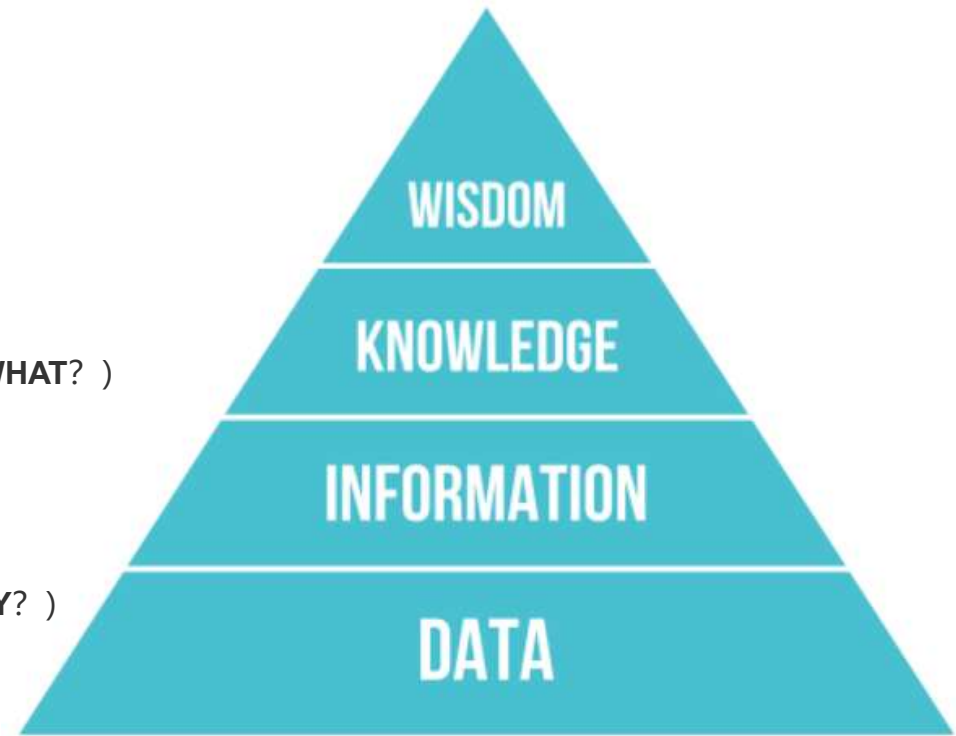 WISDOM
KNOWLEDGE
WHAT？）
INFORMATION
Y？）
DATA